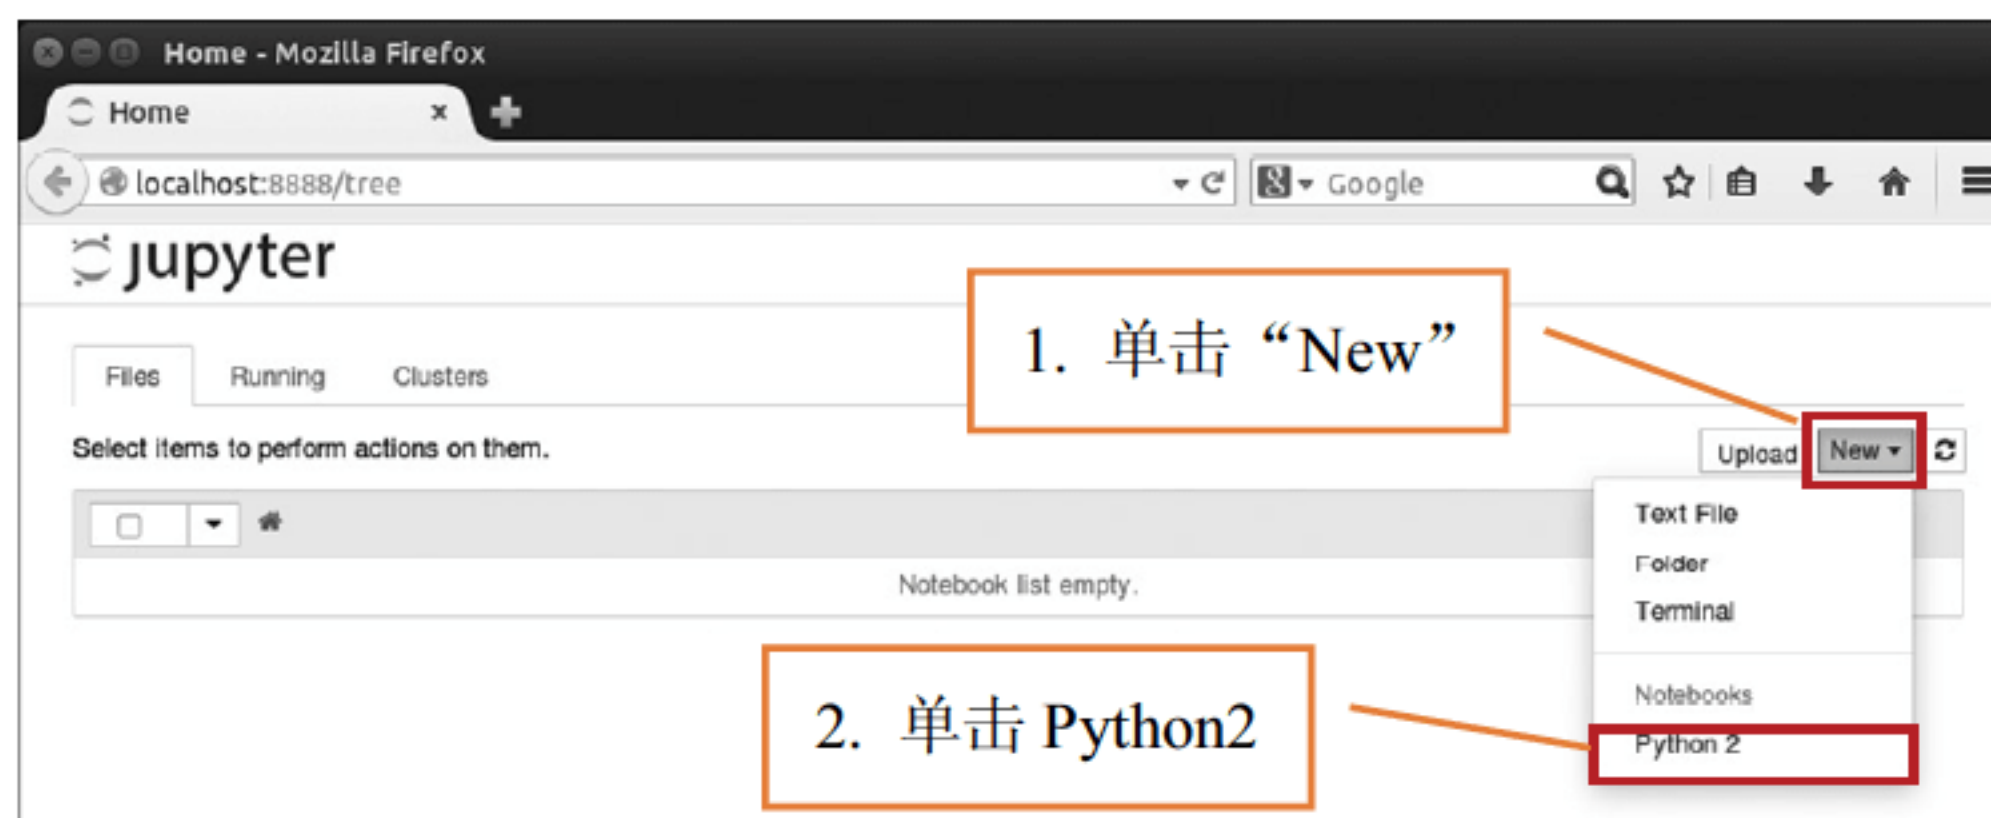 Home - Mozilla Firefox
Home
localhost:8888/tree
Google
jupyter
1. 单击“New”
Files Running Clusters
Select items to perform actions on them.
Upload New
Text File
Folder
Notebook list empty.
Terminal
Notebooks
2. 单击 Python2
Python 2